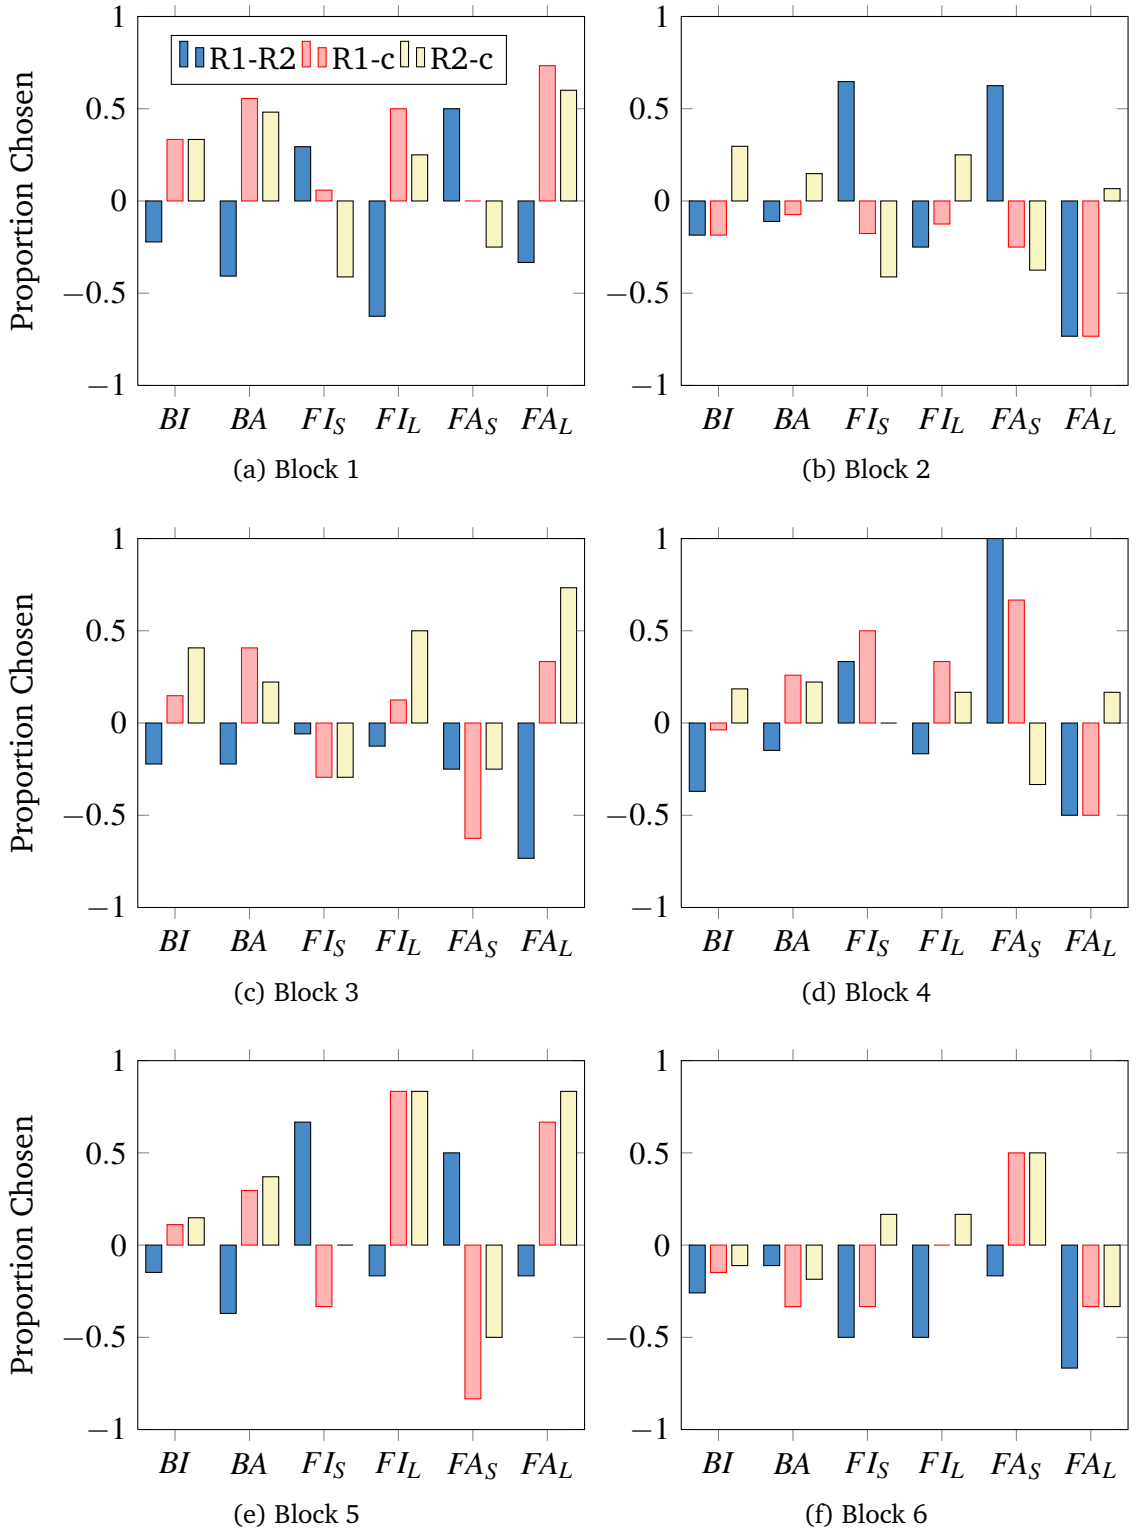 1
0.5
0
−0.5
−1
Proportion Chosen
R1-R2 R1-c R2-c
BI BA FI_S FI_L FA_S FA_L
(a) Block 1
1
0.5
0
−0.5
−1
BI BA FI_S FI_L FA_S FA_L
(b) Block 2
1
0.5
0
−0.5
−1
Proportion Chosen
BI BA FI_S FI_L FA_S FA_L
(c) Block 3
1
0.5
0
−0.5
−1
BI BA FI_S FI_L FA_S FA_L
(d) Block 4
1
0.5
0
−0.5
−1
Proportion Chosen
BI BA FI_S FI_L FA_S FA_L
(e) Block 5
1
0.5
0
−0.5
−1
BI BA FI_S FI_L FA_S FA_L
(f) Block 6